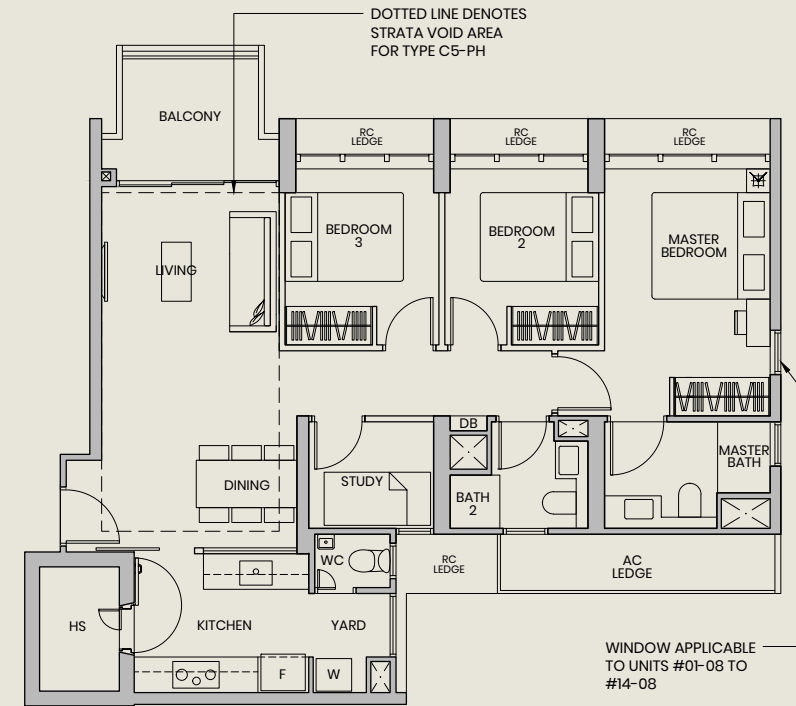 DOTTED LINE DENOTES
STRATA VOID AREA
FOR TYPE C5-PH
BALCONY
RC
LEDGE
RC
LEDGE
RC
LEDGE
BEDROOM
3
BEDROOM
2
MASTER
BEDROOM
LIVING
DB
MASTER
BATH
STUDY
DINING
BATH
2
WC
RC
LEDGE
AC
LEDGE
HS
KITCHEN
YARD
F
W
WINDOW APPLICABLE
TO UNITS #01-08 TO
#14-08